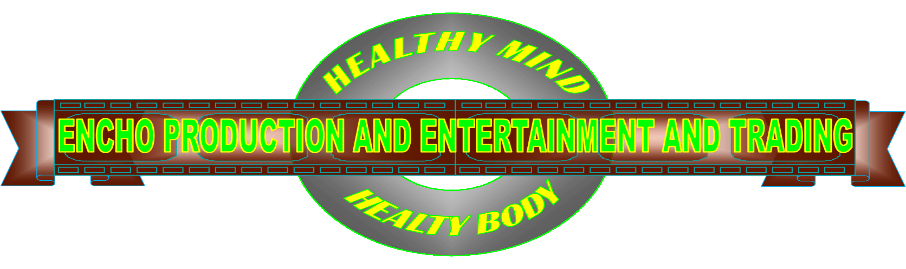 HEALTHY MIND
ENCHO PRODUCTION AND ENTERTAINMENT AND TRADING
HEALTY BODY